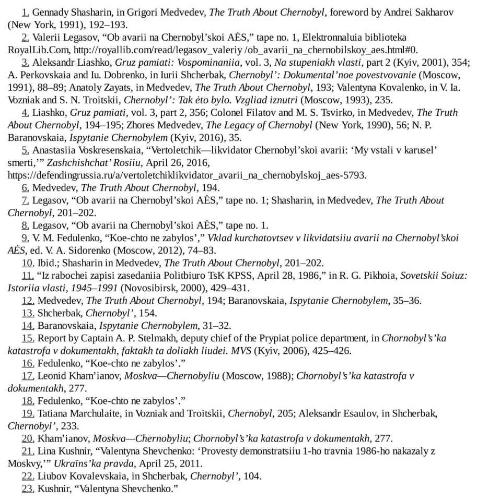 1. Gennady Shasharin, in Grigori Medvedev, The Truth About Chernobyl, foreword by Andrei Sakharov
(New York, 1991), 192–193.
2. Valerii Legasov, “Ob avarii na Chernobyl’skoi AĖS,” tape no. 1, Elektronnaluia biblioteka
RoyalLib.Com, http://royallib.com/read/legasov_valeriy /ob_avarii_na_chernobilskoy_aes.html#0.
3. Aleksandr Liashko, Gruz pamiati: Vospominaniia, vol. 3, Na stupeniakh vlasti, part 2 (Kyiv, 2001), 354;
A. Perkovskaia and Iu. Dobrenko, in Iurii Shcherbak, Chernobyl’: Dokumental’noe povestvovanie (Moscow,
1991), 88–89; Anatoly Zayats, in Medvedev, The Truth About Chernobyl, 193; Valentyna Kovalenko, in V. Ia.
Vozniak and S. N. Troitskii, Chernobyl’: Tak ėto bylo. Vzgliad iznutri (Moscow, 1993), 235.
4. Liashko, Gruz pamiati, vol. 3, part 2, 356; Colonel Filatov and M. S. Tsvirko, in Medvedev, The Truth
About Chernobyl, 194–195; Zhores Medvedev, The Legacy of Chernobyl (New York, 1990), 56; N. P.
Baranovskaia, Ispytanie Chernobylem (Kyiv, 2016), 35.
5. Anastasiia Voskresenskaia, “Vertoletchik—likvidator Chernobyl’skoi avarii: ‘My vstali v karusel’
smerti,’” Zashchishchat’ Rossiiu, April 26, 2016,
https://defendingrussia.ru/a/vertoletchiklikvidator_avarii_na_chernobylskoj_aes-5793.
6. Medvedev, The Truth About Chernobyl, 194.
7. Legasov, “Ob avarii na Chernobyl’skoi AĖS,” tape no. 1; Shasharin, in Medvedev, The Truth About
Chernobyl, 201–202.
8. Legasov, “Ob avarii na Chernobyl’skoi AĖS,” tape no. 1.
9. V. M. Fedulenko, “Koe-chto ne zabylos’,” Vklad kurchatovtsev v likvidatsiiu avarii na Chernobyl’skoi
AĖS, ed. V. A. Sidorenko (Moscow, 2012), 74–83.
10. Ibid.; Shasharin in Medvedev, The Truth About Chernobyl, 201–202.
11. “Iz rabochei zapisi zasedaniia Politbiuro TsK KPSS, April 28, 1986,” in R. G. Pikhoia, Sovetskii Soiuz:
Istoriia vlasti, 1945–1991 (Novosibirsk, 2000), 429–431.
12. Medvedev, The Truth About Chernobyl, 194; Baranovskaia, Ispytanie Chernobylem, 35–36.
13. Shcherbak, Chernobyl’, 154.
14. Baranovskaia, Ispytanie Chernobylem, 31–32.
15. Report by Captain A. P. Stelmakh, deputy chief of the Prypiat police department, in Chornobyl’s’ka
katastrofa v dokumentakh, faktakh ta doliakh liudei. MVS (Kyiv, 2006), 425–426.
16. Fedulenko, “Koe-chto ne zabylos’.”
17. Leonid Kham’ianov, Moskva—Chernobyliu (Moscow, 1988); Chornobyl’s’ka katastrofa v
dokumentakh, 277.
18. Fedulenko, “Koe-chto ne zabylos’.”
19. Tatiana Marchulaite, in Vozniak and Troitskii, Chernobyl, 205; Aleksandr Esaulov, in Shcherbak,
Chernobyl’, 233.
20. Kham’ianov, Moskva—Chernobyliu; Chornobyl’s’ka katastrofa v dokumentakh, 277.
21. Lina Kushnir, “Valentyna Shevchenko: ‘Provesty demonstratsiiu 1-ho travnia 1986-ho nakazaly z
Moskvy,’” Ukraïns’ka pravda, April 25, 2011.
22. Liubov Kovalevskaia, in Shcherbak, Chernobyl’, 104.
23. Kushnir, “Valentyna Shevchenko.”